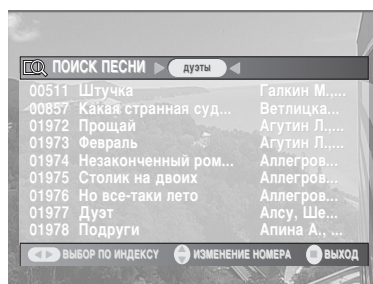 ПОИСК ПЕСНИ дуэты
00511 Штучка Галкин М.,...
00857 Какая странная суд... Ветлицка...
01972 Прощай Агутин Л.,...
01973 Февраль Агутин Л.,...
01974 Незаконченный ром... Аллегров...
01975 Столик на двоих Аллегров...
01976 Но все-таки лето Аллегров...
01977 Дуэт Алсу, Ше...
01978 Подруги Апина А., ...
ВЫБОР ПО ИНДЕКСУ ИЗМЕНЕНИЕ НОМЕРА ВЫХОД